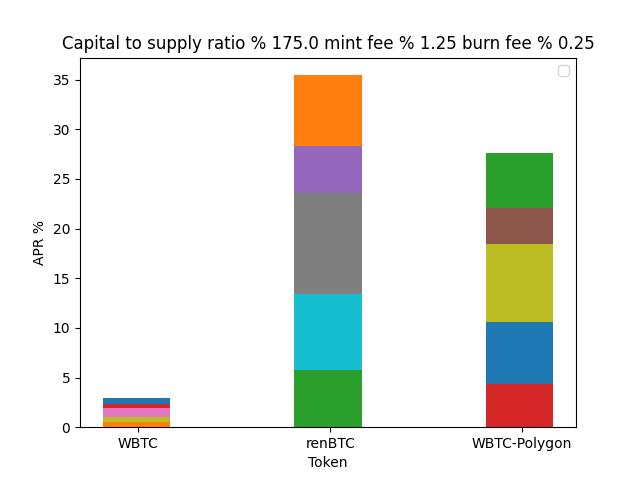 Capital to supply ratio % 175.0 mint fee % 1.25 burn fee % 0.25
35
30
25
20
15
10
5
0
APR %
WBTC
renBTC
WBTC-Polygon
Token